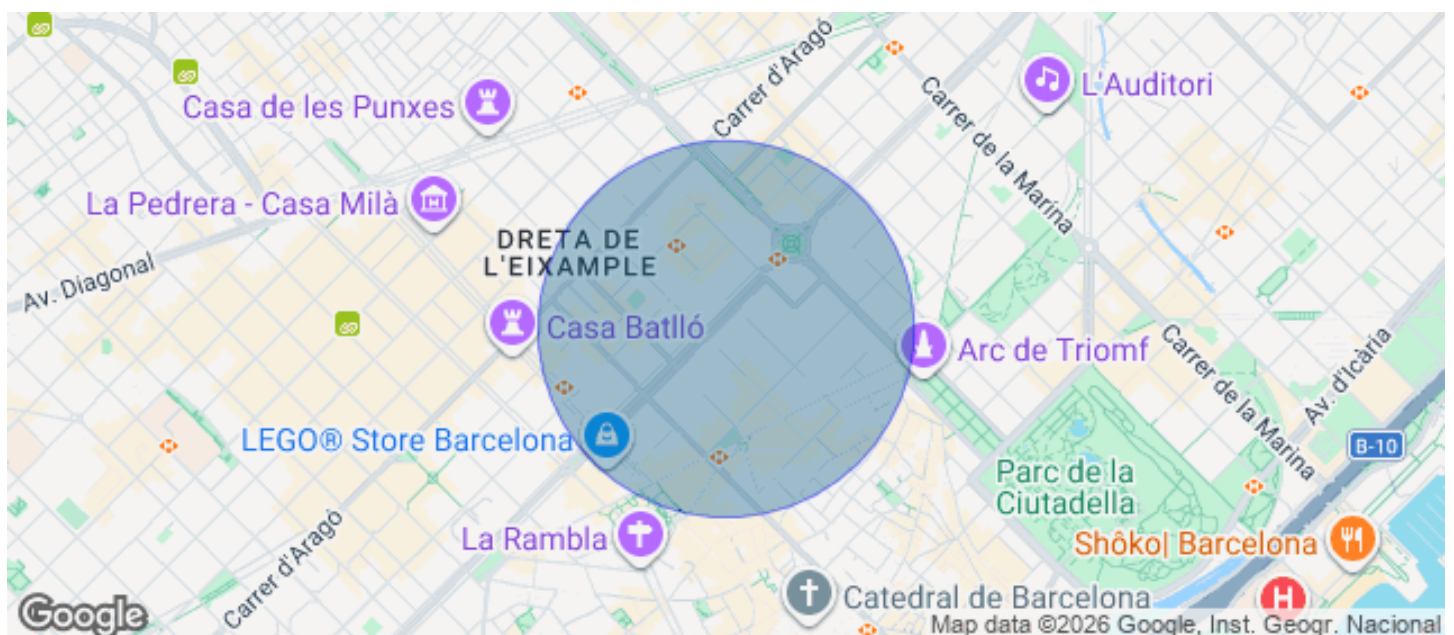 Carrer d'Aragó
L'Auditori
Casa de les Punxes
Carrer de la Marina
La Pedrera - Casa Milà
DRETA DE
L'EIXAMPLE
Av. Diagonal
Casa Batlló
Arc de Triomf
Av. d'Icària
Carrer de la Marina
LEGO® Store Barcelona
B-10
Parc de la
Ciutadella
La Rambla
Shôko| Barcelona
Carrer d'Aragó
Catedral de Barcelona
H
Google
Map data ©2026 Google, Inst. Geogr. Nacional